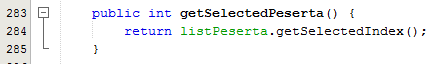 283 public int getSelectedPeserta() {
284 return listPeserta.getSelectedIndex();
285 }